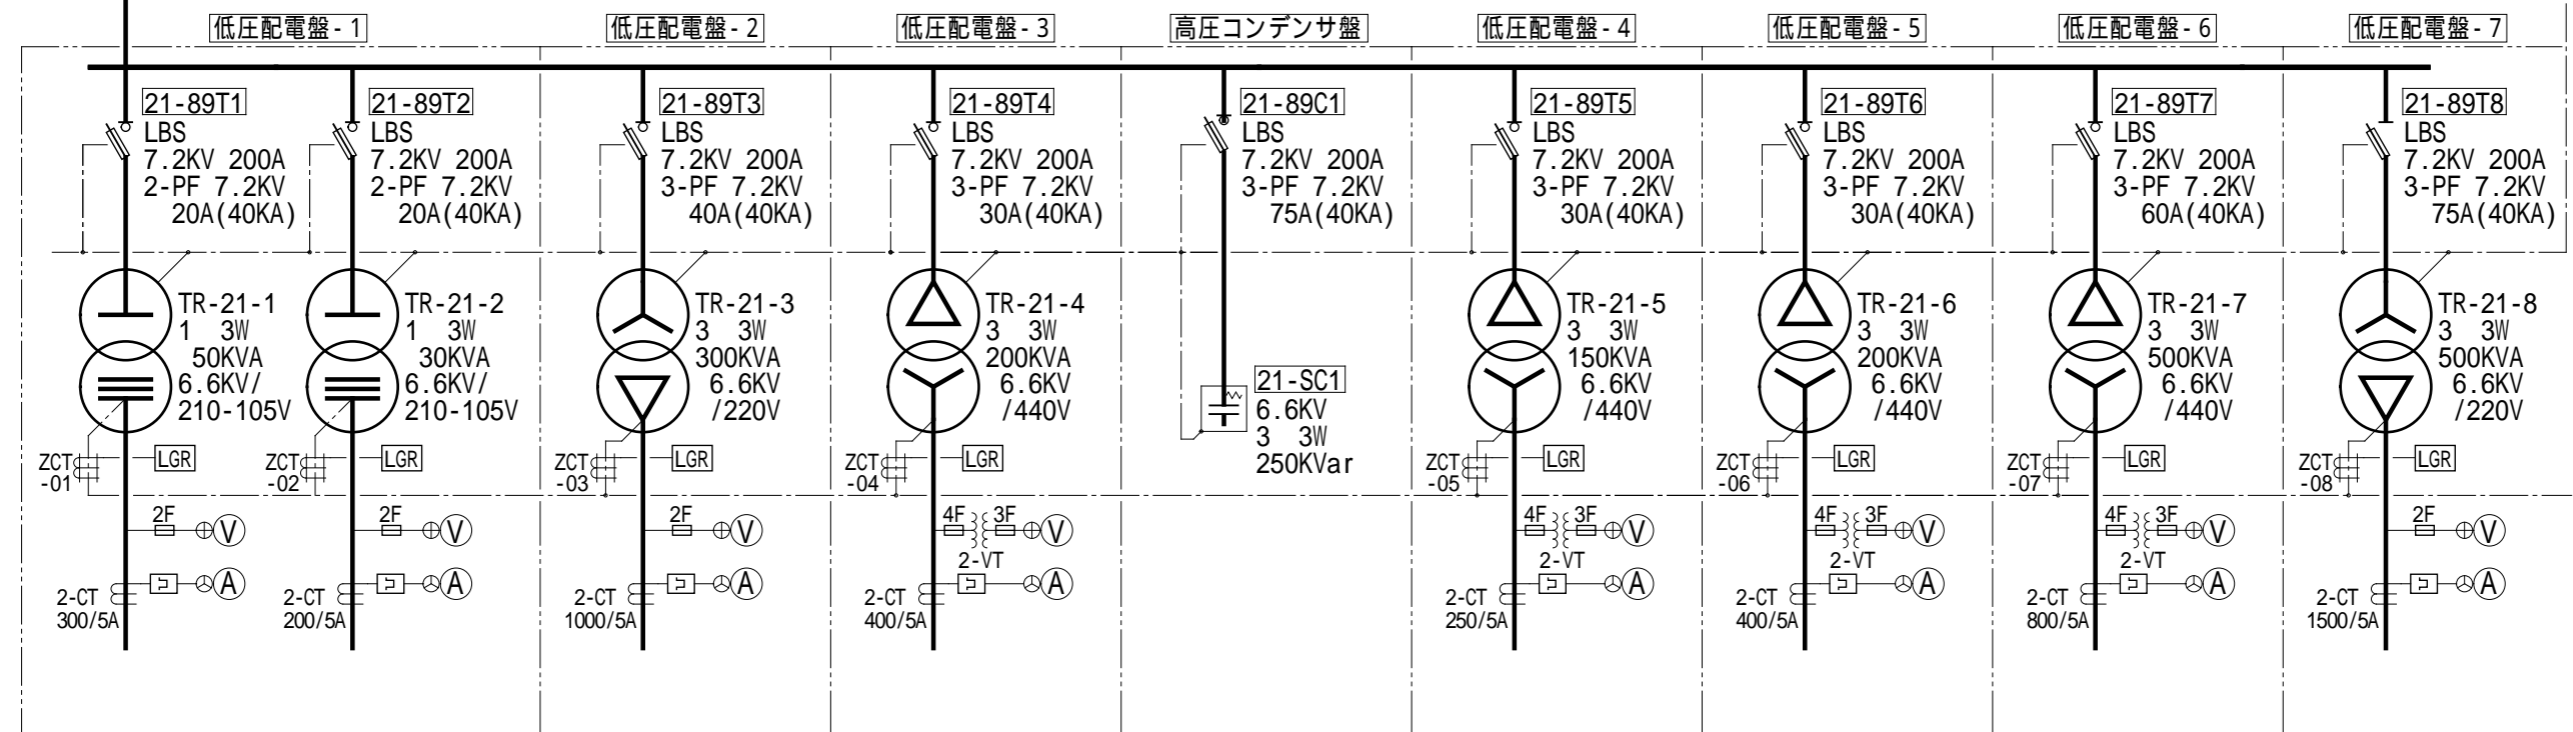 低圧配電盤-1
低圧配電盤-2
低圧配電盤-3
高圧コンデンサ盤
低圧配電盤-4
低圧配電盤-5
低圧配電盤-6
低圧配電盤-7
21-89T1
LBS
7.2KV 200A
2-PF 7.2KV
20A(40KA)
21-89T2
LBS
7.2KV 200A
2-PF 7.2KV
20A(40KA)
21-89T3
LBS
7.2KV 200A
3-PF 7.2KV
40A(40KA)
21-89T4
LBS
7.2KV 200A
3-PF 7.2KV
30A(40KA)
21-89C1
LBS
7.2KV 200A
3-PF 7.2KV
75A(40KA)
21-89T5
LBS
7.2KV 200A
3-PF 7.2KV
30A(40KA)
21-89T6
LBS
7.2KV 200A
3-PF 7.2KV
30A(40KA)
21-89T7
LBS
7.2KV 200A
3-PF 7.2KV
60A(40KA)
21-89T8
LBS
7.2KV 200A
3-PF 7.2KV
75A(40KA)
TR-21-1
1 3W
50KVA
6.6KV/
210-105V
TR-21-2
1 3W
30KVA
6.6KV/
210-105V
TR-21-3
3 3W
300KVA
6.6KV
/220V
TR-21-4
3 3W
200KVA
6.6KV
/440V
21-SC1
6.6KV
3 3W
250KVar
TR-21-5
3 3W
150KVA
6.6KV
/440V
TR-21-6
3 3W
200KVA
6.6KV
/440V
TR-21-7
3 3W
500KVA
6.6KV
/440V
TR-21-8
3 3W
500KVA
6.6KV
/220V
ZCT
-01
LGR
ZCT
-02
LGR
ZCT
-03
LGR
ZCT
-04
LGR
ZCT
-05
LGR
ZCT
-06
LGR
ZCT
-07
LGR
ZCT
-08
LGR
2F V
2F V
2F V
4F 3F V
2-VT
4F 3F V
2-VT
4F 3F V
2-VT
4F 3F V
2-VT
2F V
2-CT
300/5A
A
2-CT
200/5A
A
2-CT
1000/5A
A
2-CT
400/5A
A
2-CT
250/5A
A
2-CT
400/5A
A
2-CT
800/5A
A
2-CT
1500/5A
A